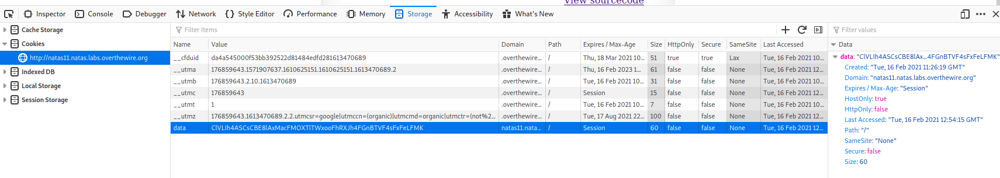 View sourcecode
Inspector Console Debugger Network Style Editor Performance Memory Storage Accessibility What's New
Cache Storage
Cookies
http://natas11.natas.labs.overthewire.org
Indexed DB
Local Storage
Session Storage
Filter Items
Name Value Domain Path Expires / Max-Age Size HttpOnly Secure SameSite Last Accessed
__cfduid da4a545000f53bb392522d81484edfd281613470689 .overthewire... / Thu, 18 Mar 2021 10... 51 true true Lax Tue, 16 Feb 2021 10...
__utma 176859643.1571907637.1610625151.1610625151.1613470689.2 .overthewire... / Thu, 16 Feb 2023 1... 61 false false None Tue, 16 Feb 2021 12...
__utmb 176859643.2.10.1613470689 .overthewire... / Tue, 16 Feb 2021 10... 31 false false None Tue, 16 Feb 2021 10...
__utmc 176859643 .overthewire... / Session 15 false false None Tue, 16 Feb 2021 12...
__utmt 1 .overthewire... / Tue, 16 Feb 2021 10... 7 false false None Tue, 16 Feb 2021 10...
__utmz 176859643.1613470689.2.2.utmcsr=google|utmccn=(organic)|utmcmd=organic|utmctr=(not%2... .overthewire... / Tue, 17 Aug 2021 22... 100 false false None Tue, 16 Feb 2021 12...
data ClVLIh4ASCsCBE8lAxMacFMOXTlTWxooFhRXJh4FGnBTVF4sFxFeLFMK natas11.nata... / Session 60 false false None Tue, 16 Feb 2021 12...
Filter values
Data
data: "ClVLIh4ASCsCBE8lAx...4FGnBTVF4sFxFeLFMK"
Created: "Tue, 16 Feb 2021 11:26:19 GMT"
Domain: "natas11.natas.labs.overthewire.org"
Expires / Max-Age: "Session"
HostOnly: true
HttpOnly: false
Last Accessed: "Tue, 16 Feb 2021 12:54:15 GMT"
Path: "/"
SameSite: "None"
Secure: false
Size: 60